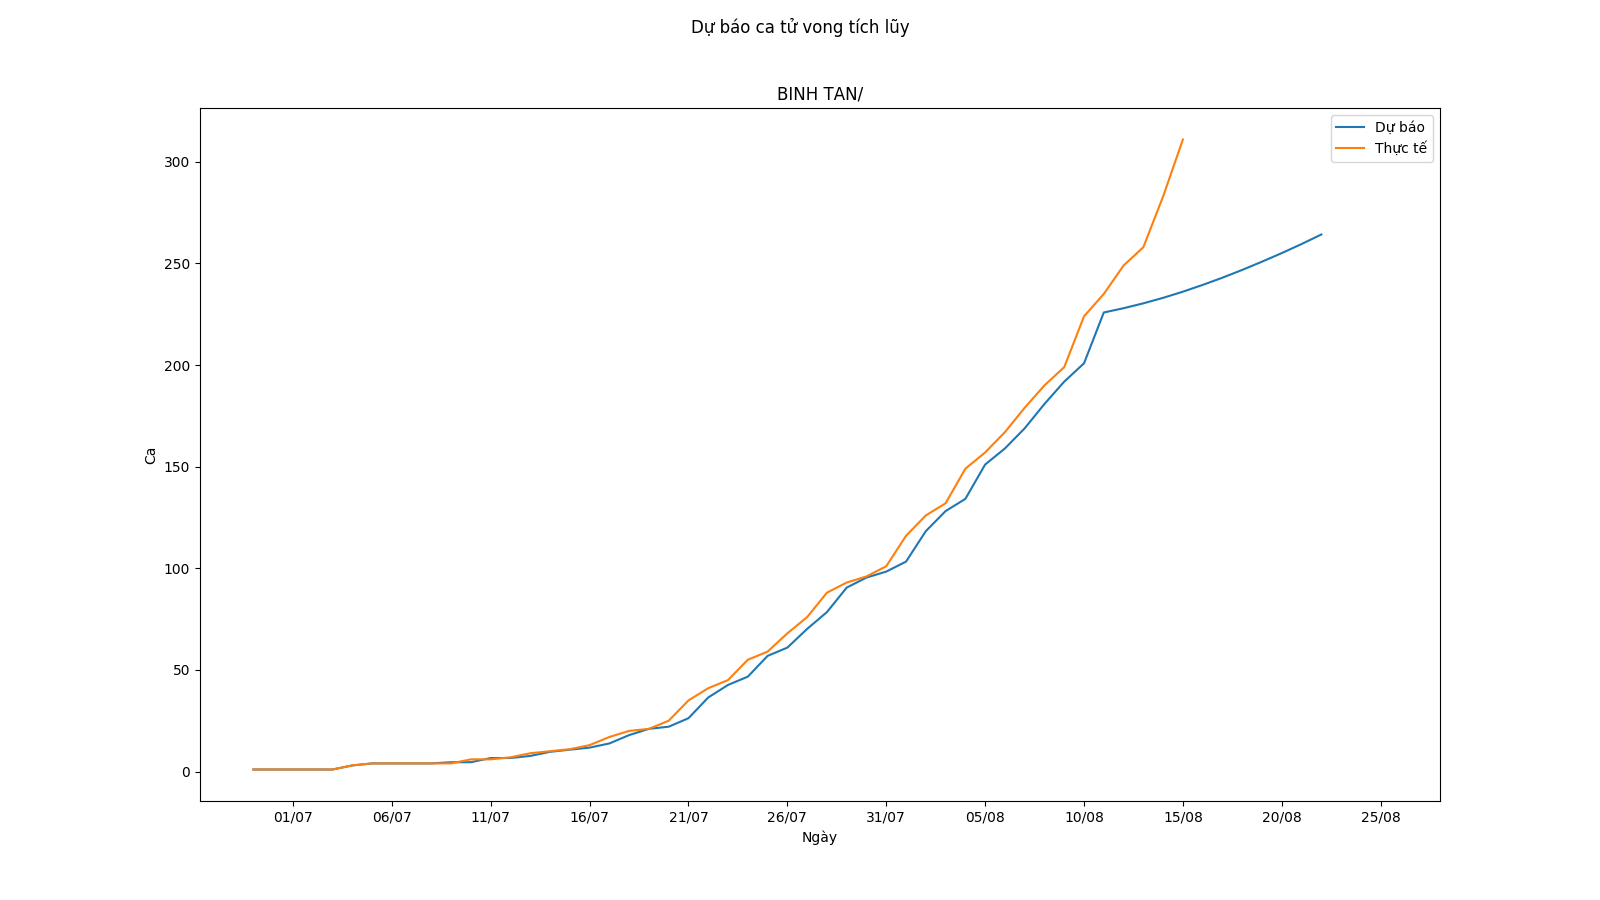 Dự báo ca tử vong tích lũy
BINH TAN/
Dự báo
Thực tế
300
250
200
150
100
50
0
Ca
01/07 06/07 11/07 16/07 21/07 26/07 31/07 05/08 10/08 15/08 20/08 25/08
Ngày